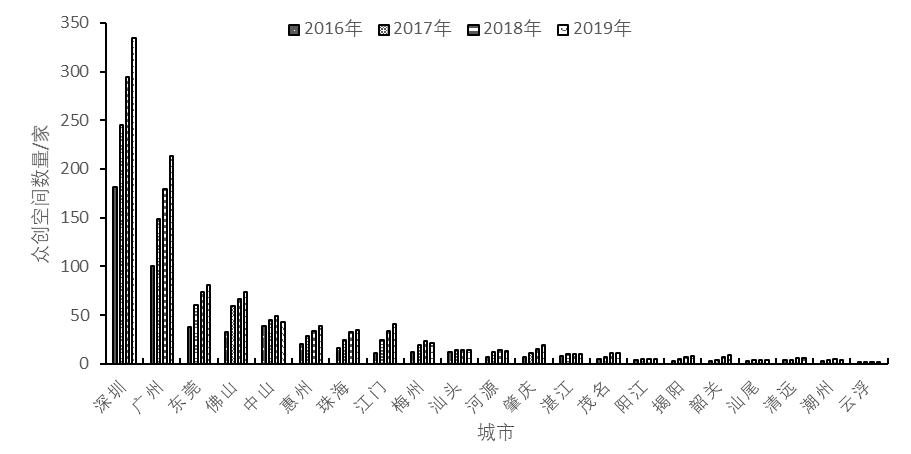 2016年 2017年 2018年 2019年
众创空间数量/家
350
300
250
200
150
100
50
0
深圳 广州 东莞 佛山 中山 惠州 珠海 江门 梅州 汕头 河源 肇庆 湛江 茂名 阳江 揭阳 韶关 汕尾 清远 潮州 云浮
城市